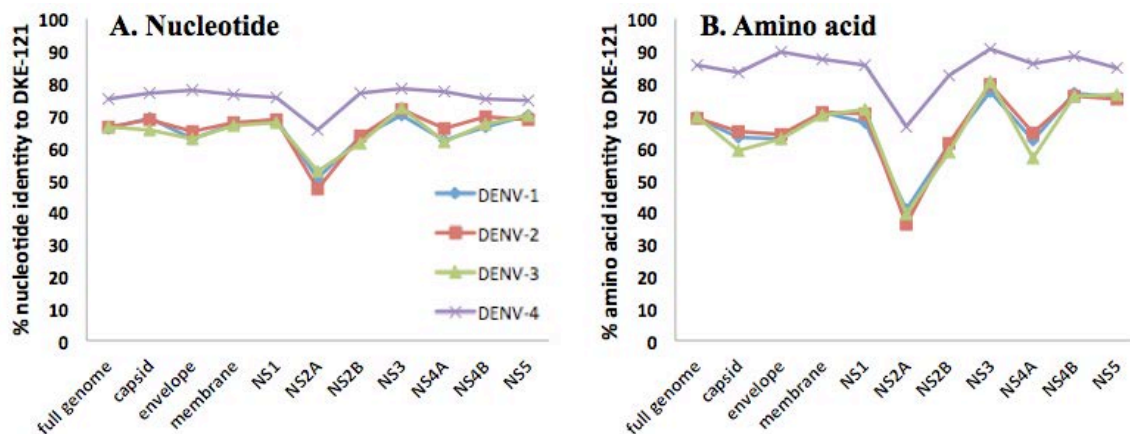 A. Nucleotide
% nucleotide identity to DKE-121
100
90
80
70
60
50
40
30
20
10
0
full genome
capsid
envelope
membrane
NS1
NS2A
NS2B
NS3
NS4A
NS4B
NS5
DENV-1
DENV-2
DENV-3
DENV-4
B. Amino acid
% amino acid identity to DKE-121
100
90
80
70
60
50
40
30
20
10
0
full genome
capsid
envelope
membrane
NS1
NS2A
NS2B
NS3
NS4A
NS4B
NS5